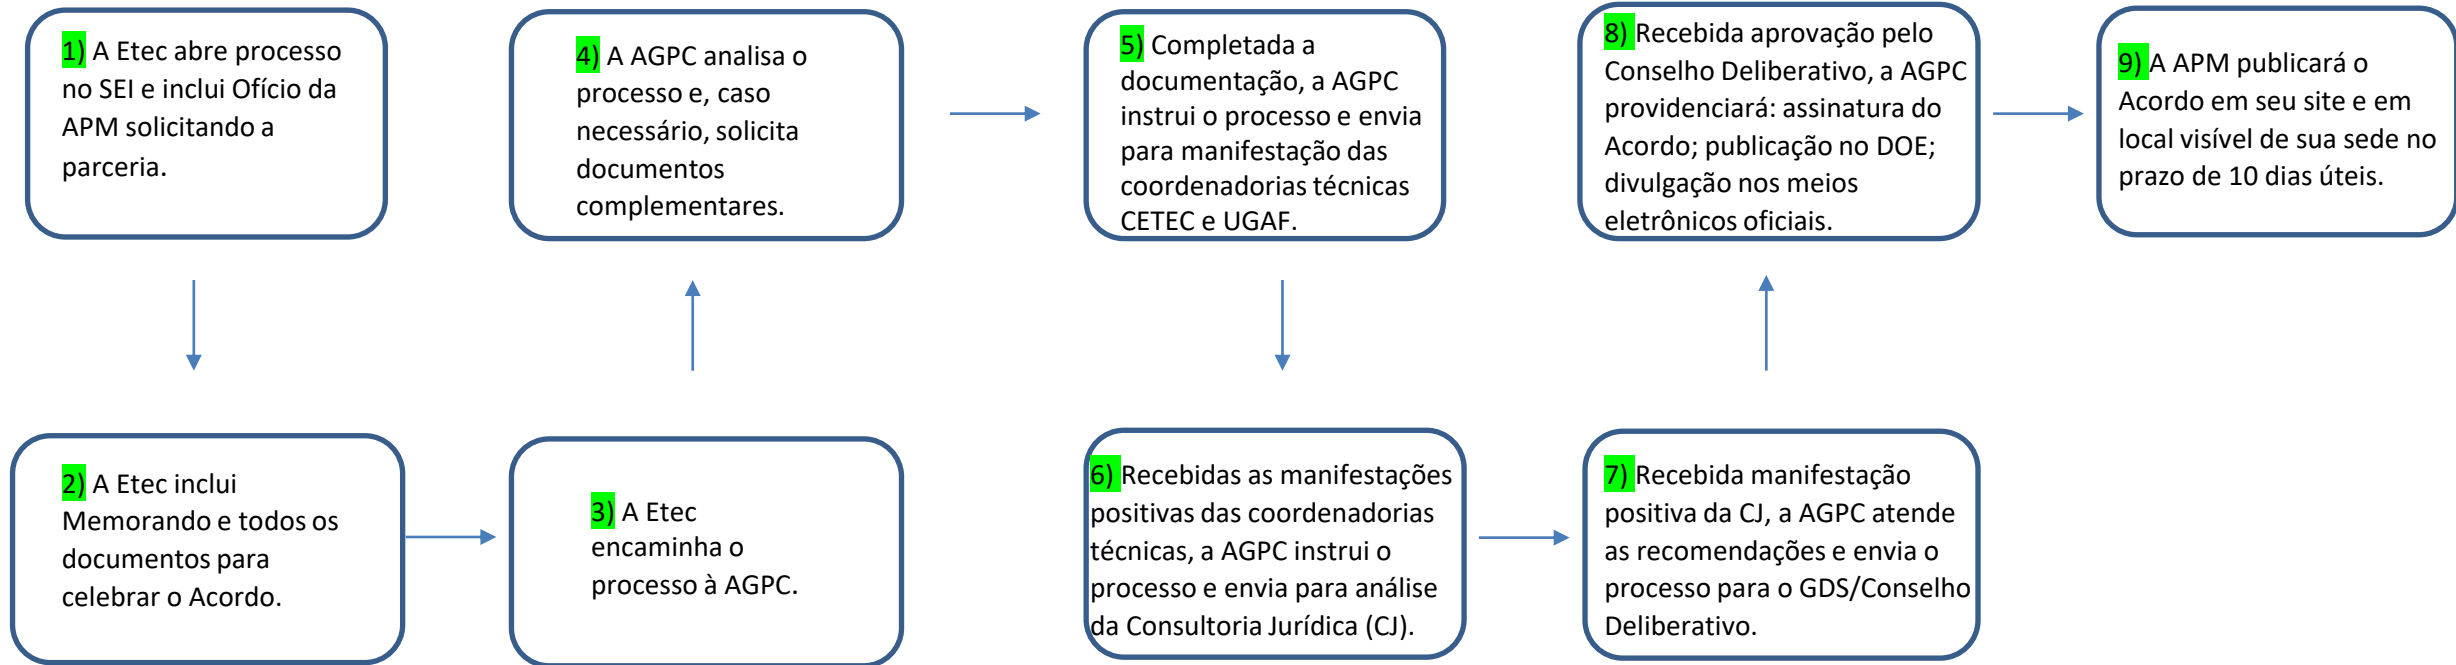 1) A Etec abre processo
no SEI e inclui Ofício da
APM solicitando a
parceria.
2) A Etec inclui
Memorando e todos os
documentos para
celebrar o Acordo.
3) A Etec
encaminha o
processo à AGPC.
4) A AGPC analisa o
processo e, caso
necessário, solicita
documentos
complementares.
5) Completada a
documentação, a AGPC
instrui o processo e envia
para manifestação das
coordenadorias técnicas
CETEC e UGAF.
6) Recebidas as manifestações
positivas das coordenadorias
técnicas, a AGPC instrui o
processo e envia para análise
da Consultoria Jurídica (CJ).
7) Recebida manifestação
positiva da CJ, a AGPC atende
as recomendações e envia o
processo para o GDS/Conselho
Deliberativo.
8) Recebida aprovação pelo
Conselho Deliberativo, a AGPC
providenciará: assinatura do
Acordo; publicação no DOE;
divulgação nos meios
eletrônicos oficiais.
9) A APM publicará o
Acordo em seu site e em
local visível de sua sede no
prazo de 10 dias úteis.